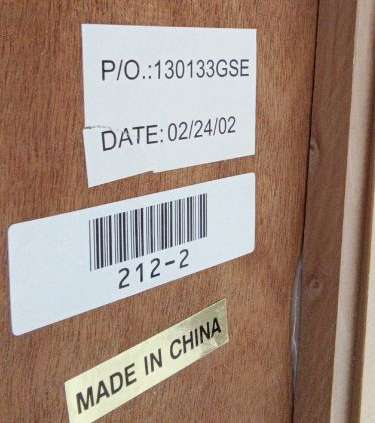 P/O.:130133GSE
DATE: 02/24/02
212-2
MADE IN CHINA